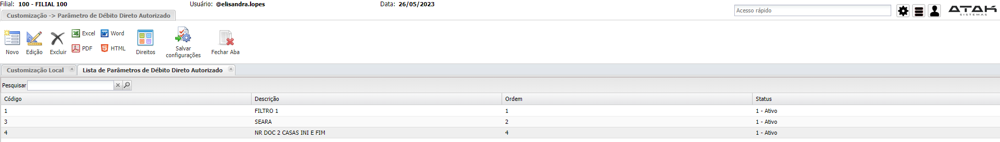 Filial: 100 - FILIAL 100 Usuário: @elisandra.lopes Data: 26/05/2023
Customização -> Parâmetro de Débito Direto Autorizado
Acesso rápido
ATAK
SISTEMAS
Novo
Edição
Excluir
Excel
Word
PDF
HTML
Direitos
Salvar
configurações
Fechar Aba
Customização Local
Lista de Parâmetros de Débito Direto Autorizado
Pesquisar
Código Descrição Ordem Status
1 FILTRO 1 1 1 - Ativo
3 SEARA 2 1 - Ativo
4 NR DOC 2 CASAS INI E FIM 4 1 - Ativo